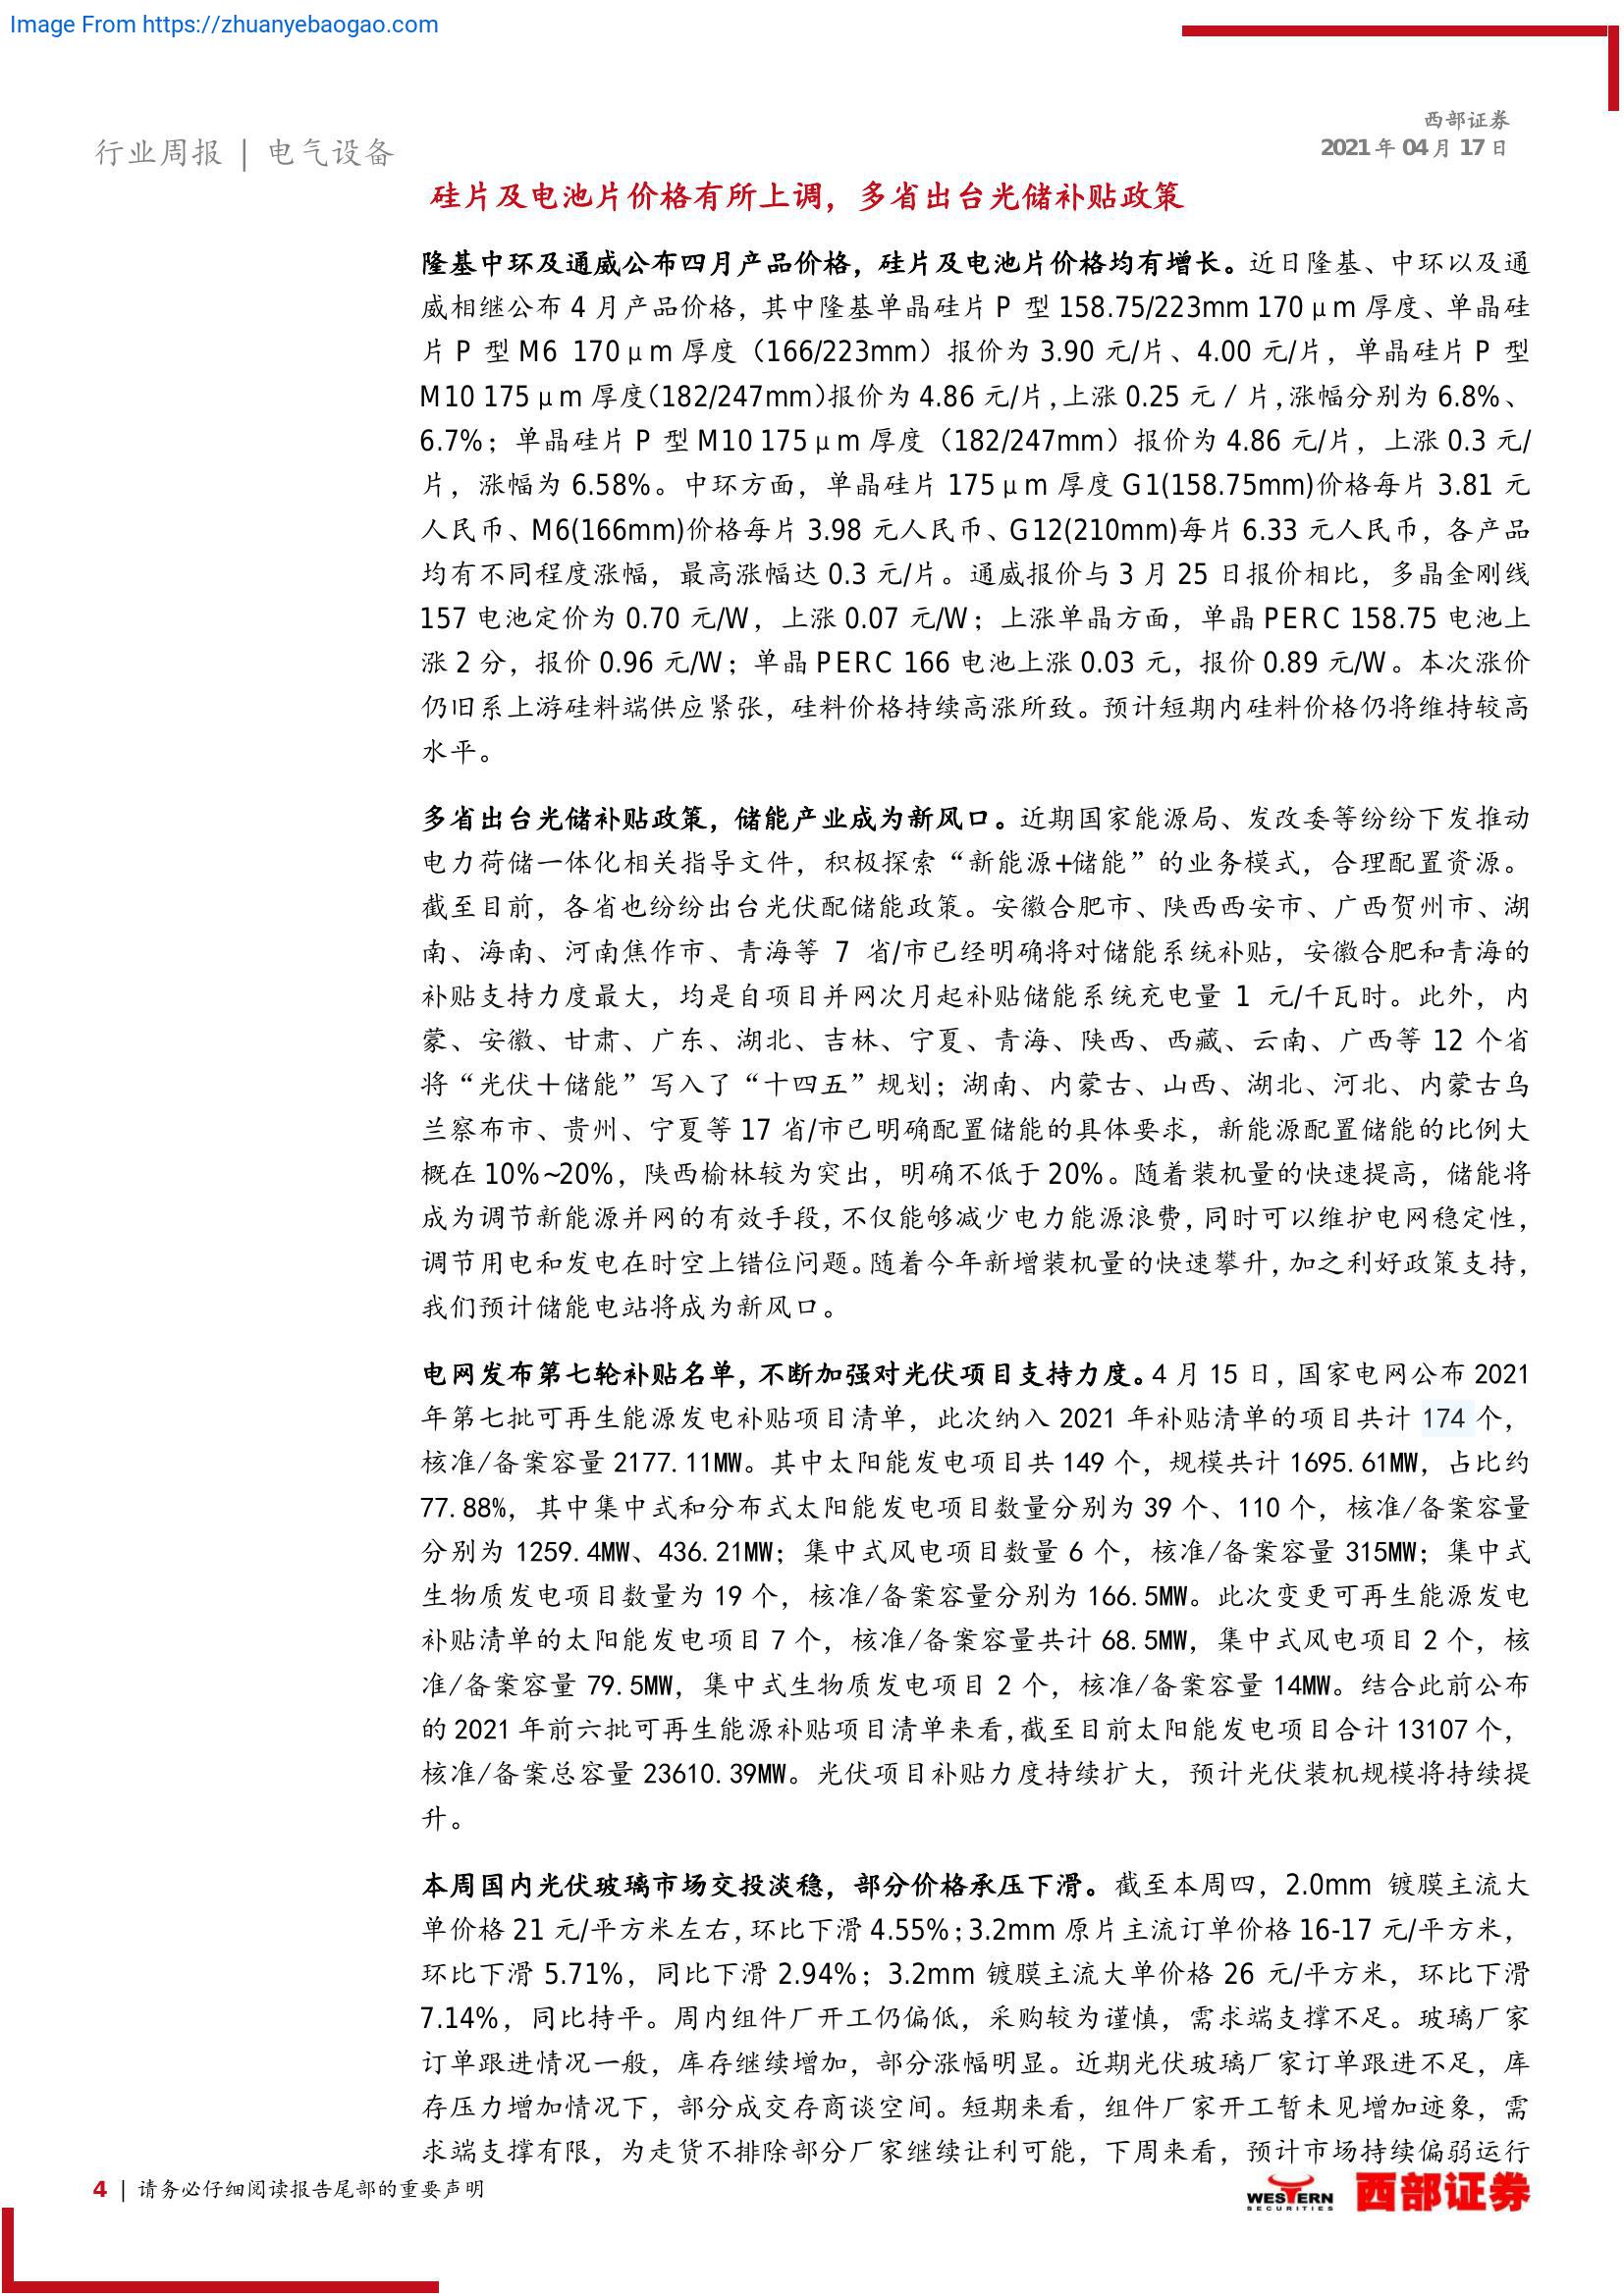 Image From https://zhuanyebaogao.com
西部证券
行业周报 | 电气设备
2021 年 04 月 17 日
硅片及电池片价格有所上调，多省出台光储补贴政策
隆基中环及通威公布四月产品价格，硅片及电池片价格均有增长。近日隆基、中环以及通
威相继公布 4 月产品价格，其中隆基单晶硅片 P 型 158.75/223mm 170μm 厚度、单晶硅
片 P 型 M6 170μm 厚度（166/223mm）报价为 3.90 元/片、4.00 元/片，单晶硅片 P 型
M10 175μm 厚度（182/247mm）报价为 4.86 元/片，上涨 0.25 元 / 片，涨幅分别为 6.8%、
6.7%；单晶硅片 P 型 M10 175μm 厚度（182/247mm）报价为 4.86 元/片，上涨 0.3 元/
片，涨幅为 6.58%。中环方面，单晶硅片 175μm 厚度 G1(158.75mm)价格每片 3.81 元
人民币、M6(166mm)价格每片 3.98 元人民币、G12(210mm)每片 6.33 元人民币，各产品
均有不同程度涨幅，最高涨幅达 0.3 元/片。通威报价与 3 月 25 日报价相比，多晶金刚线
157 电池定价为 0.70 元/W，上涨 0.07 元/W；上涨单晶方面，单晶 PERC 158.75 电池上
涨 2 分，报价 0.96 元/W；单晶 PERC 166 电池上涨 0.03 元，报价 0.89 元/W。本次涨价
仍旧系上游硅料端供应紧张，硅料价格持续高涨所致。预计短期内硅料价格仍将维持较高
水平。
多省出台光储补贴政策，储能产业成为新风口。近期国家能源局、发改委等纷纷下发推动
电力荷储一体化相关指导文件，积极探索“新能源+储能”的业务模式，合理配置资源。
截至目前，各省也纷纷出台光伏配储能政策。安徽合肥市、陕西西安市、广西贺州市、湖
南、海南、河南焦作市、青海等 7 省/市已经明确将对储能系统补贴，安徽合肥和青海的
补贴支持力度最大，均是自项目并网次月起补贴储能系统充电量 1 元/千瓦时。此外，内
蒙、安徽、甘肃、广东、湖北、吉林、宁夏、青海、陕西、西藏、云南、广西等 12 个省
将“光伏＋储能”写入了“十四五”规划；湖南、内蒙古、山西、湖北、河北、内蒙古乌
兰察布市、贵州、宁夏等 17 省/市已明确配置储能的具体要求，新能源配置储能的比例大
概在 10%~20%，陕西榆林较为突出，明确不低于 20%。随着装机量的快速提高，储能将
成为调节新能源并网的有效手段，不仅能够减少电力能源浪费，同时可以维护电网稳定性，
调节用电和发电在时空上错位问题。随着今年新增装机量的快速攀升，加之利好政策支持，
我们预计储能电站将成为新风口。
电网发布第七轮补贴名单，不断加强对光伏项目支持力度。4 月 15 日，国家电网公布 2021
年第七批可再生能源发电补贴项目清单，此次纳入 2021 年补贴清单的项目共计 174 个，
核准/备案容量 2177.11MW。其中太阳能发电项目共 149 个，规模共计 1695.61MW，占比约
77.88%，其中集中式和分布式太阳能发电项目数量分别为 39 个、110 个，核准/备案容量
分别为 1259.4MW、436.21MW；集中式风电项目数量 6 个，核准/备案容量 315MW；集中式
生物质发电项目数量为 19 个，核准/备案容量分别为 166.5MW。此次变更可再生能源发电
补贴清单的太阳能发电项目 7 个，核准/备案容量共计 68.5MW，集中式风电项目 2 个，核
准/备案容量 79.5MW，集中式生物质发电项目 2 个，核准/备案容量 14MW。结合此前公布
的 2021 年前六批可再生能源补贴项目清单来看，截至目前太阳能发电项目合计 13107 个，
核准/备案总容量 23610.39MW。光伏项目补贴力度持续扩大，预计光伏装机规模将持续提
升。
本周国内光伏玻璃市场交投淡稳，部分价格承压下滑。截至本周四，2.0mm 镀膜主流大
单价格 21 元/平方米左右，环比下滑 4.55%；3.2mm 原片主流订单价格 16-17 元/平方米，
环比下滑 5.71%，同比下滑 2.94%；3.2mm 镀膜主流大单价格 26 元/平方米，环比下滑
7.14%，同比持平。周内组件厂开工仍偏低，采购较为谨慎，需求端支撑不足。玻璃厂家
订单跟进情况一般，库存继续增加，部分涨幅明显。近期光伏玻璃厂家订单跟进不足，库
存压力增加情况下，部分成交存商谈空间。短期来看，组件厂家开工暂未见增加迹象，需
求端支撑有限，为走货不排除部分厂家继续让利可能，下周来看，预计市场持续偏弱运行
4 | 请务必仔细阅读报告尾部的重要声明
WESTERN
SECURITIES
西部证券